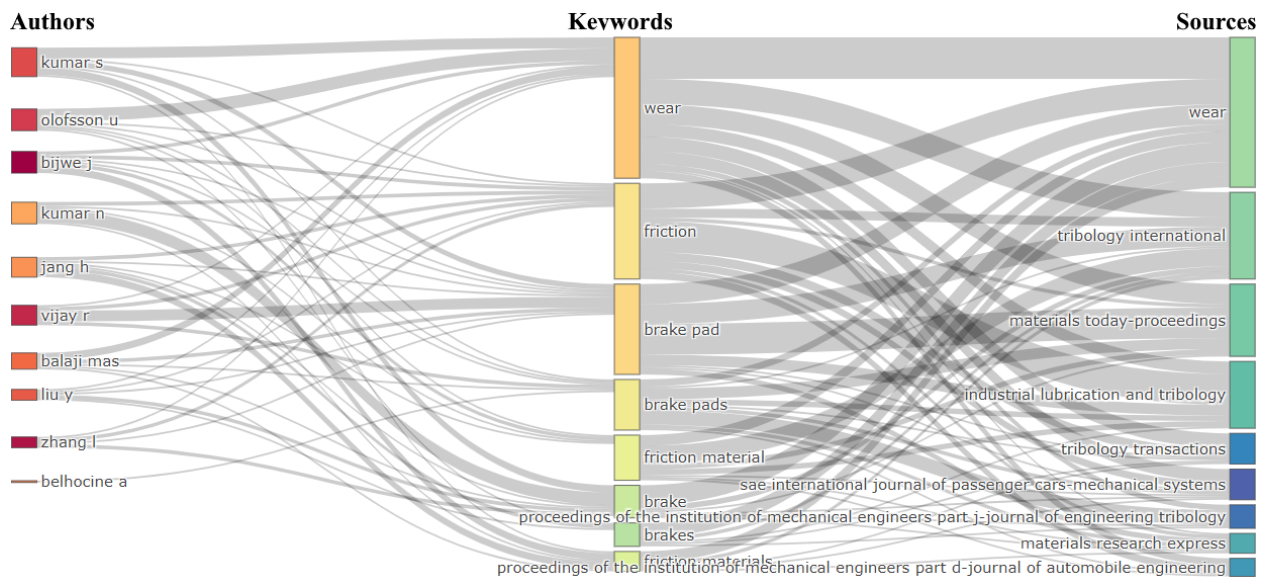 Authors
Keywords
Sources
kumar s
olofsson u
bijwe j
kumar n
jang h
vijay r
balaji mas
liu y
zhang l
belhocine a
wear
friction
brake pad
brake pads
friction material
brake
brakes
friction materials
wear
tribology international
materials today-proceedings
industrial lubrication and tribology
tribology transactions
sae international journal of passenger cars-mechanical systems
proceedings of the institution of mechanical engineers part j-journal of engineering tribology
materials research express
proceedings of the institution of mechanical engineers part d-journal of automobile engineering